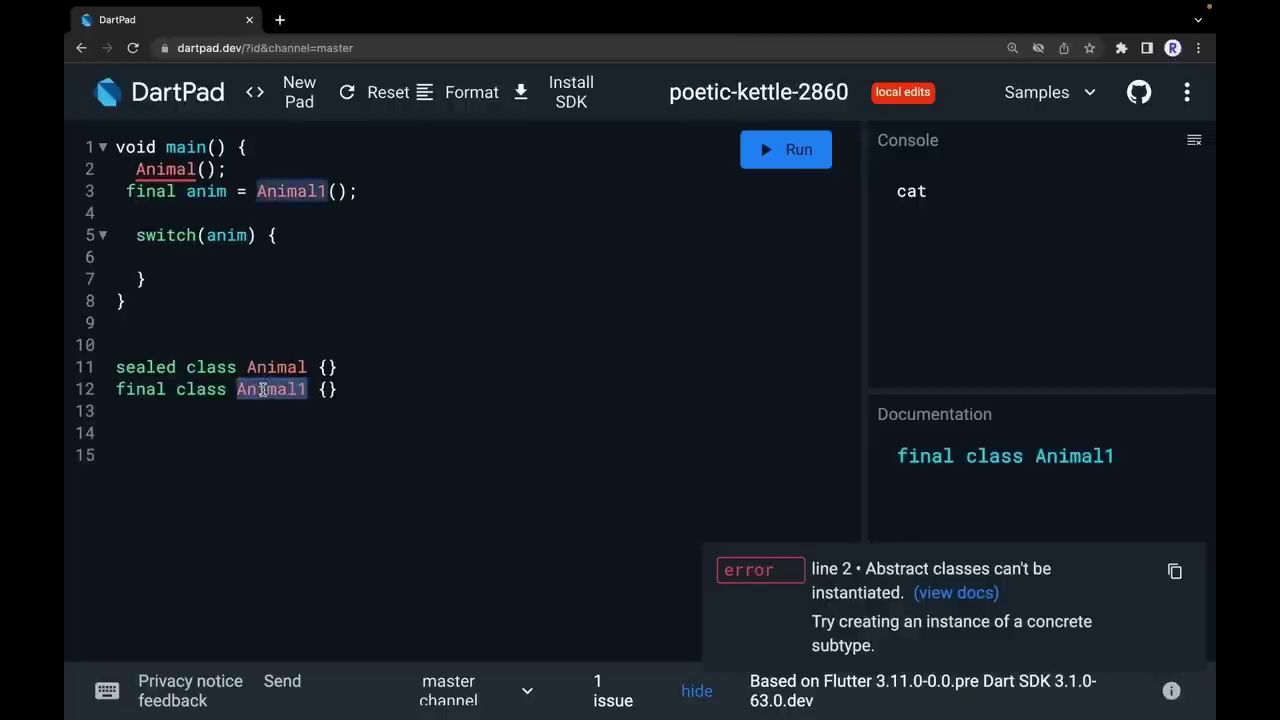 DartPad
dartpad.dev/?id&channel=master
R
DartPad
New Pad
Reset
Format
Install SDK
poetic-kettle-2860
local edits
Samples
1 void main() {
2   Animal();
3  final anim = Animal1();
4
5   switch(anim) {
6
7   }
8 }
9
10
11 sealed class Animal {}
12 final class Animal1 {}
13
14
15
Run
Console
cat
Documentation
final class Animal1
error
line 2 • Abstract classes can't be
instantiated. (view docs)
Try creating an instance of a concrete
subtype.
Privacy notice
feedback
Send
master
channel
1
issue
hide
Based on Flutter 3.11.0-0.0.pre Dart SDK 3.1.0-
63.0.dev